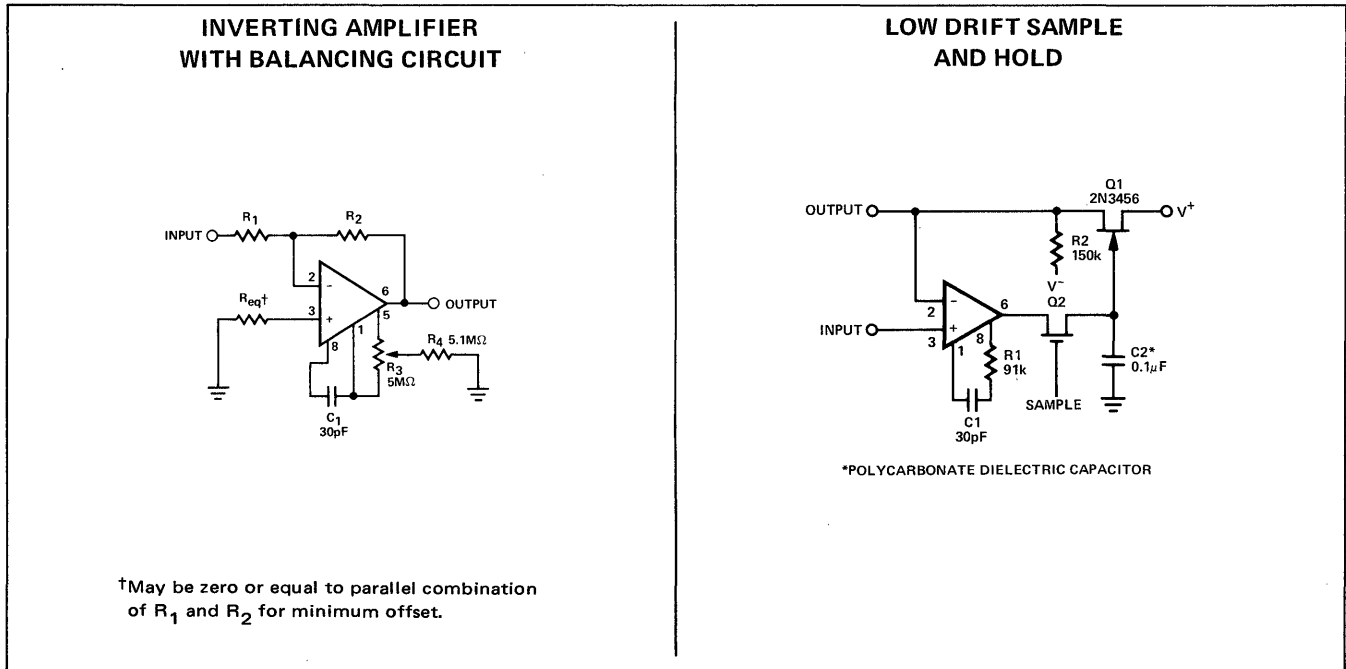 INVERTING AMPLIFIER
WITH BALANCING CIRCUIT
R1
R2
INPUT
2
-
6
OUTPUT
Req†
3
+
5
1
8
R4 5.1MΩ
R3
5MΩ
C1
30pF
†May be zero or equal to parallel combination
of R1 and R2 for minimum offset.
LOW DRIFT SAMPLE
AND HOLD
Q1
2N3456
OUTPUT
V+
R2
150k
V-
Q2
-
2
6
INPUT
+
3
8
1
R1
91k
C2*
0.1μF
SAMPLE
C1
30pF
*POLYCARBONATE DIELECTRIC CAPACITOR